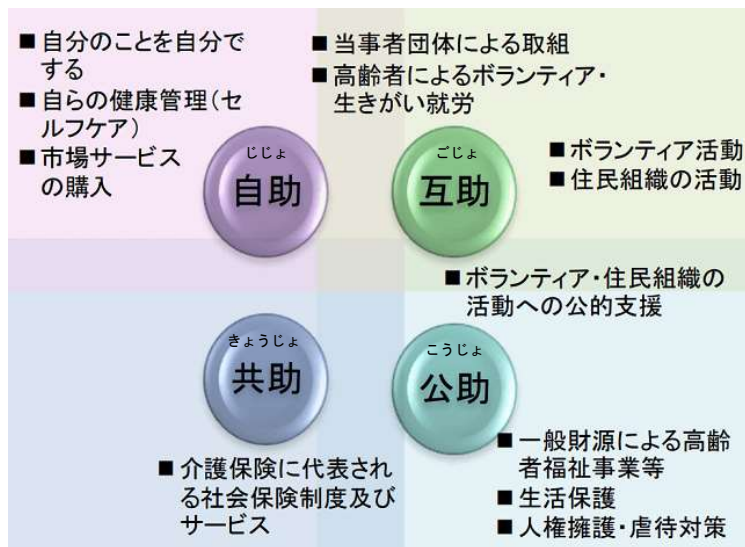 ■ 自分のことを自分で
する
■ 自らの健康管理(セ
ルフケア)
■ 市場サービス
の購入
じじょ
自助
■ 当事者団体による取組
■ 高齢者によるボランティア・
生きがい就労
ごじょ
互助
■ ボランティア活動
■ 住民組織の活動
■ ボランティア・住民組織の
活動への公的支援
きょうじょ
共助
■ 介護保険に代表され
る社会保険制度及び
サービス
こうじょ
公助
■ 一般財源による高齢
者福祉事業等
■ 生活保護
■ 人権擁護・虐待対策